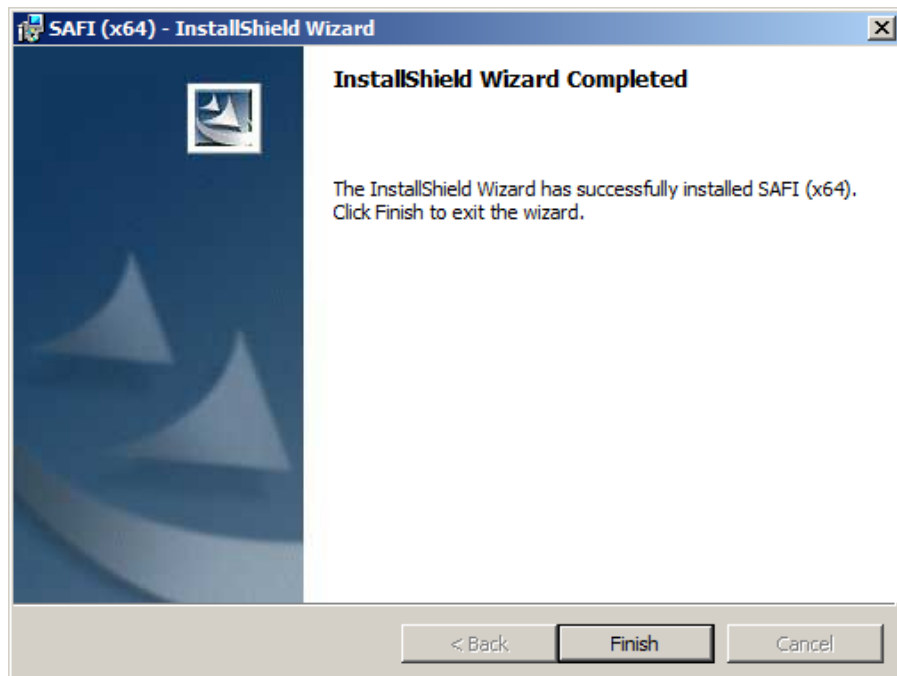 SAFI (x64) - InstallShield Wizard
InstallShield Wizard Completed
The InstallShield Wizard has successfully installed SAFI (x64).
Click Finish to exit the wizard.
< Back
Finish
Cancel